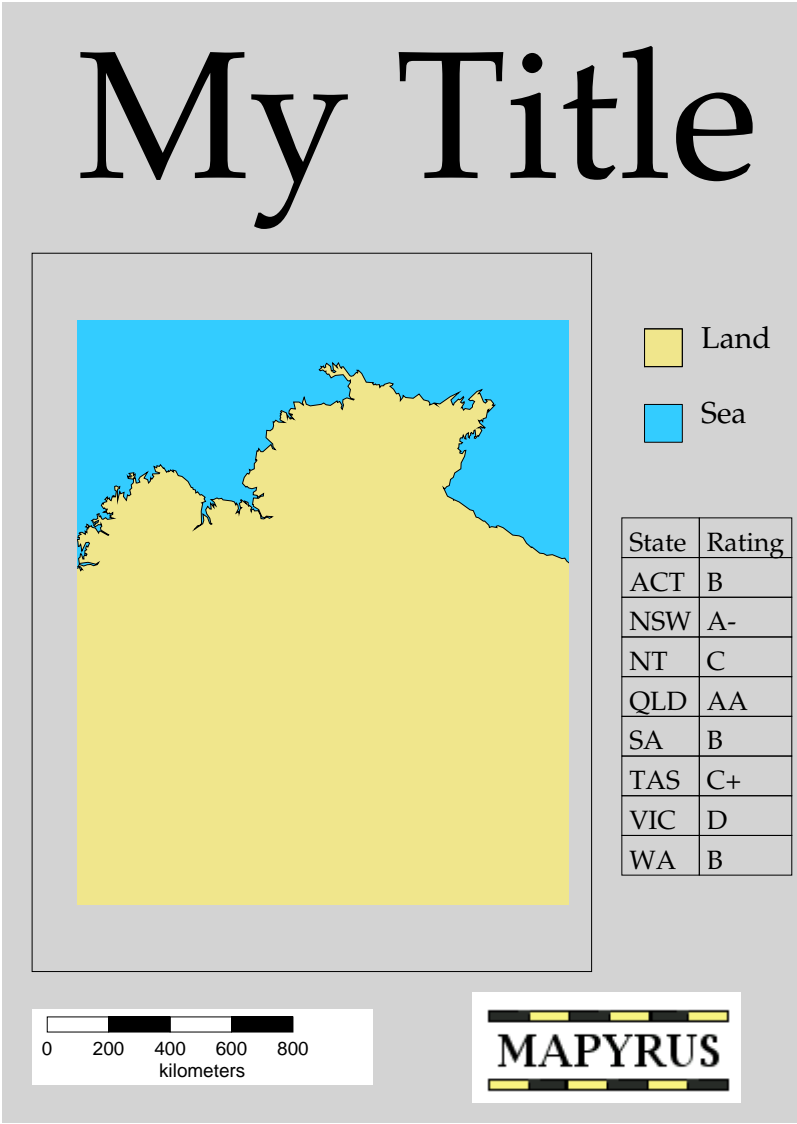 My Title
Land
Sea
State Rating
ACT B
NSW A-
NT C
QLD AA
SA B
TAS C+
VIC D
WA B
0 200 400 600 800
kilometers
MAPYRUS